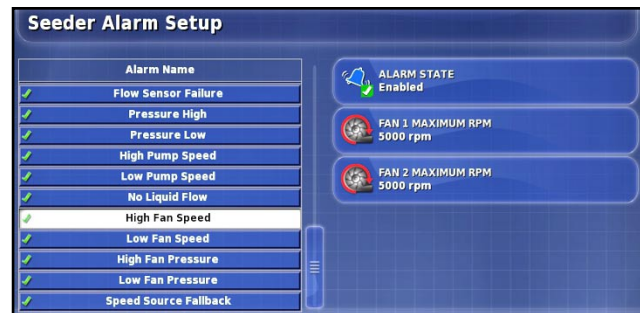 Seeder Alarm Setup
Alarm Name
Flow Sensor Failure
Pressure High
Pressure Low
High Pump Speed
Low Pump Speed
No Liquid Flow
High Fan Speed
Low Fan Speed
High Fan Pressure
Low Fan Pressure
Speed Source Fallback
ALARM STATE
Enabled
FAN 1 MAXIMUM RPM
5000 rpm
FAN 2 MAXIMUM RPM
5000 rpm